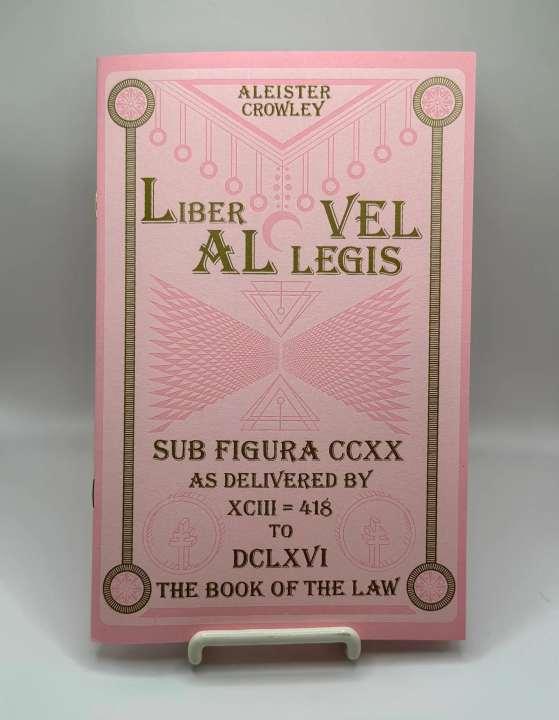 ALEISTER
CROWLEY
LIBER VEL
AL LEGIS
SUB FIGURA CCXX
AS DELIVERED BY
XCIII = 418
TO
DCLXVI
THE BOOK OF THE LAW